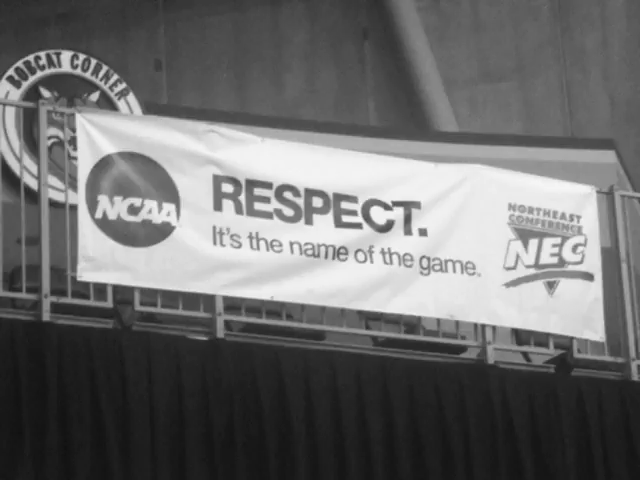 BOBCAT CORNER
NCAA
RESPECT.
It's the name of the game.
NORTHEAST
CONFERENCE
NEC